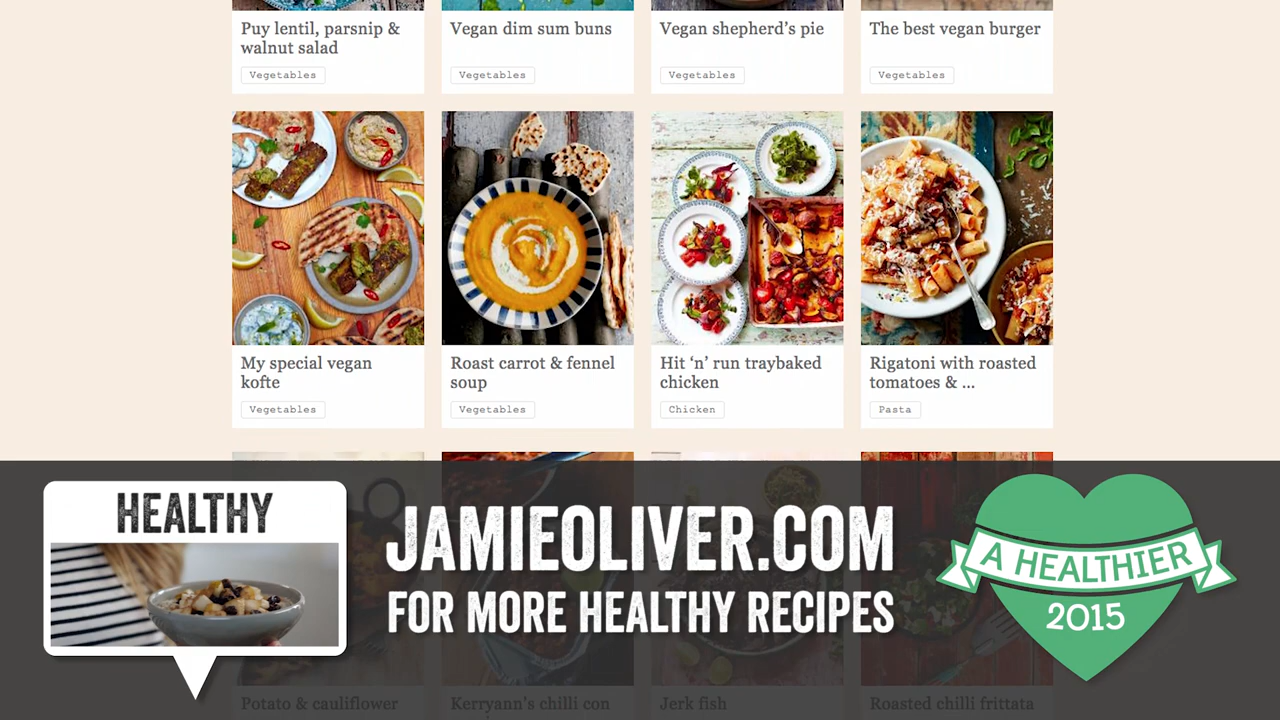 Puy lentil, parsnip &
walnut salad
Vegetables
Vegan dim sum buns
Vegetables
Vegan shepherd’s pie
Vegetables
The best vegan burger
Vegetables
My special vegan
kofte
Vegetables
Roast carrot & fennel
soup
Vegetables
Hit ‘n’ run traybaked
chicken
Chicken
Rigatoni with roasted
tomatoes & ...
Pasta
HEALTHY
JAMIEOLIVER.COM
FOR MORE HEALTHY RECIPES
A HEALTHIER
2015
Potato & cauliflower
Kerryann’s chilli con
Jerk fish
Roasted chilli frittata